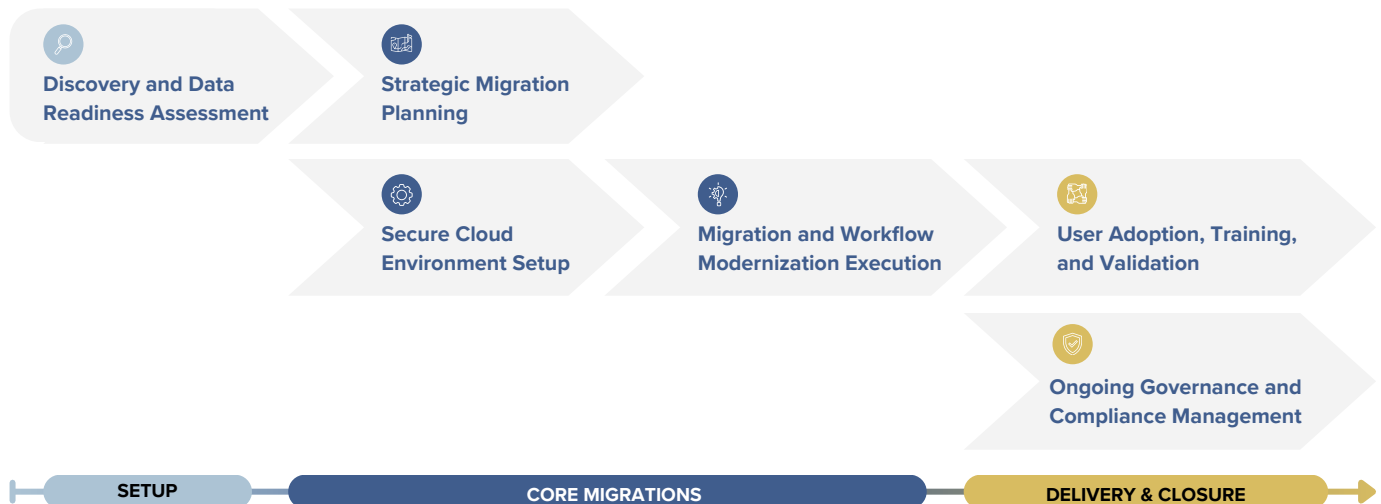 Discovery and Data
Readiness Assessment
Strategic Migration
Planning
Secure Cloud
Environment Setup
Migration and Workflow
Modernization Execution
User Adoption, Training,
and Validation
Ongoing Governance and
Compliance Management
SETUP
CORE MIGRATIONS
DELIVERY & CLOSURE